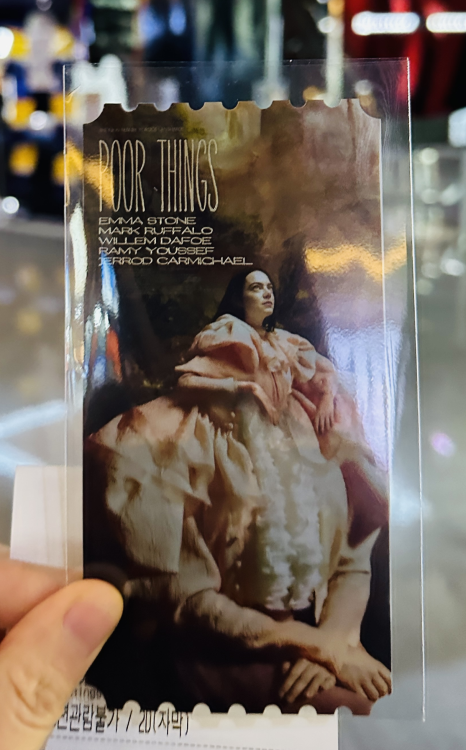 POOR THINGS
EMMA STONE
MARK RUFFALO
WILLEM DAFOE
RAMY YOUSSEF
JERROD CARMICHAEL
관람불가 / 2D(자막)